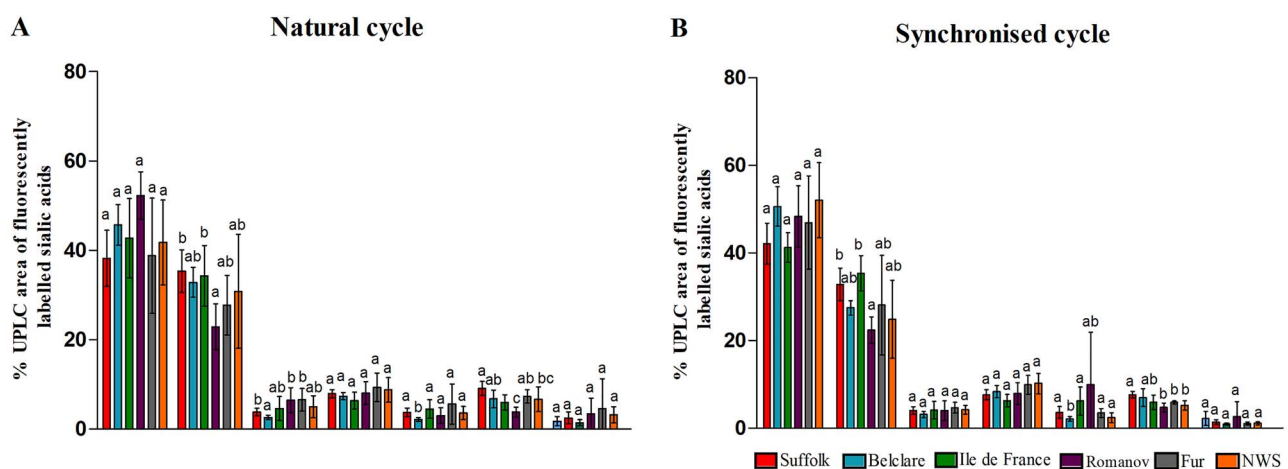 A
Natural cycle
% UPLC area of fluorescently
labelled sialic acids
80
60
40
20
0
a a a a a a
b ab b a ab ab
b a ab b b ab
a a a a a a
a b a a a a
a ab a c a bc
a a a a a a
B
Synchronised cycle
% UPLC area of fluorescently
labelled sialic acids
80
60
40
20
0
a a a a a a
b ab b a ab ab
a a a a a a
a a a a a a
a b a ab a a
a a ab b b b
a a a a a a
Suffolk Belclare Ile de France Romanov Fur NWS